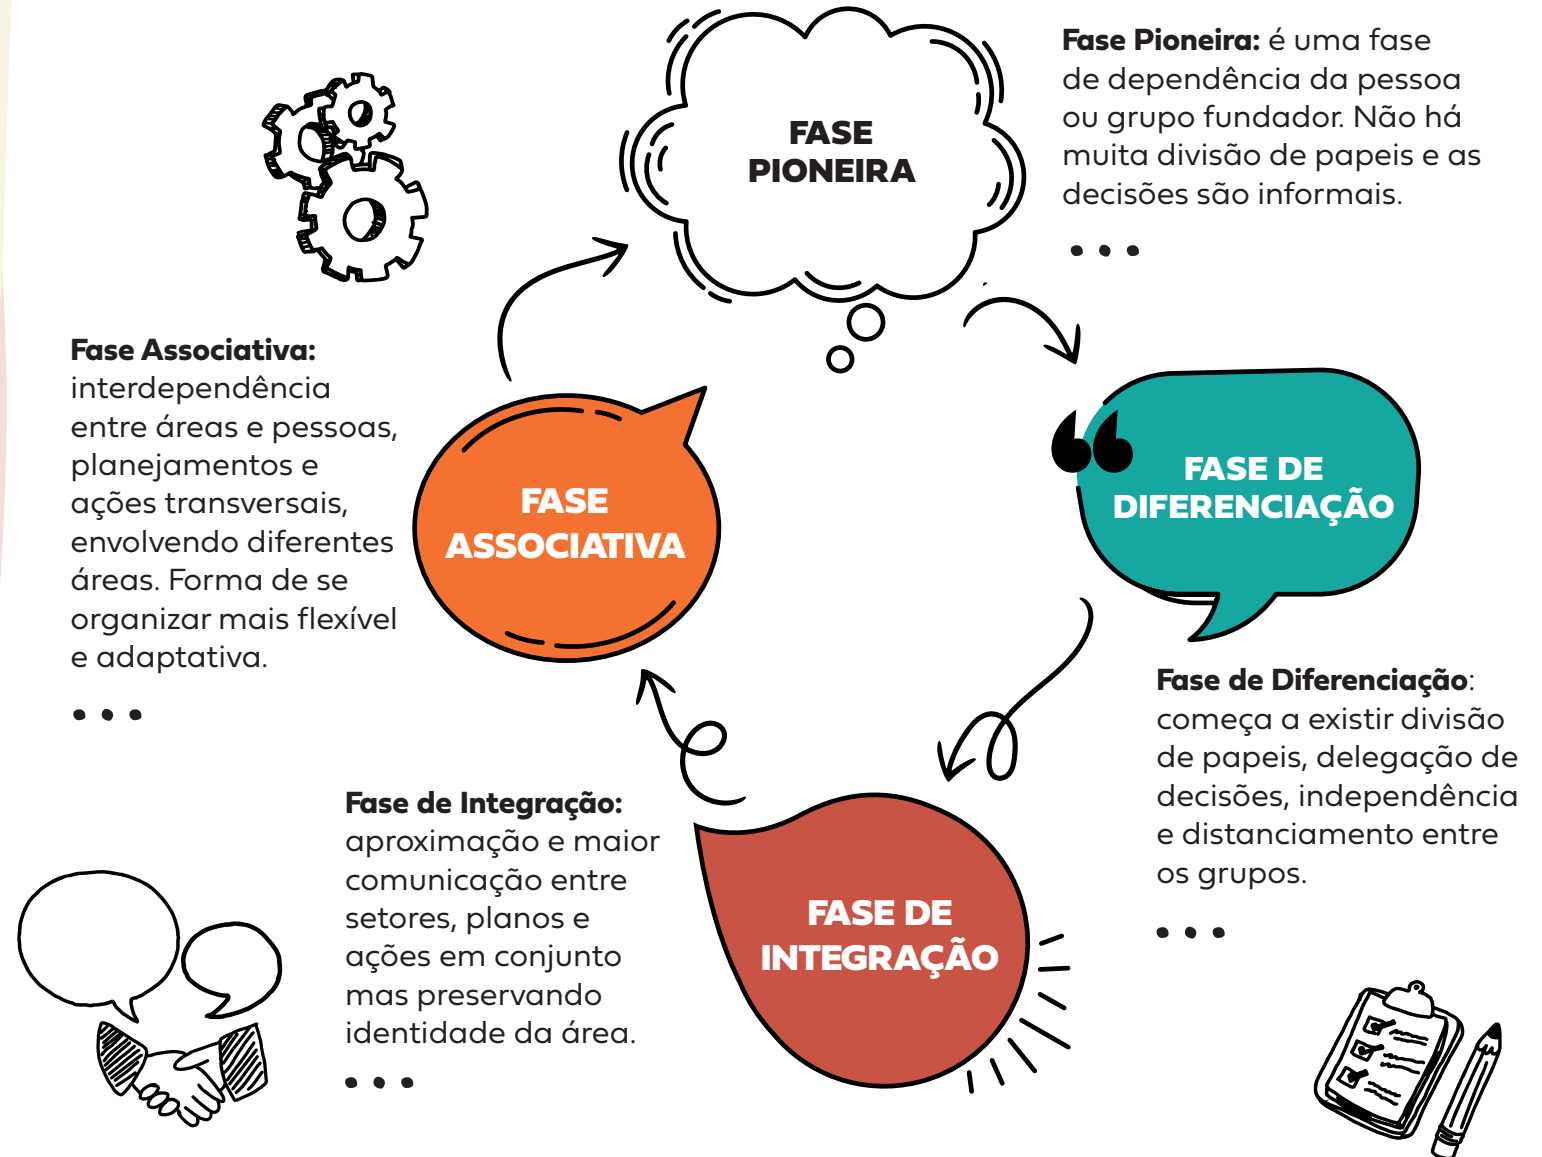 FASE
PIONEIRA
Fase Pioneira: é uma fase
de dependência da pessoa
ou grupo fundador. Não há
muita divisão de papeis e as
decisões são informais.
...
FASE DE
DIFERENCIAÇÃO
Fase de Diferenciação:
começa a existir divisão
de papeis, delegação de
decisões, independência
e distanciamento entre
os grupos.
...
FASE DE
INTEGRAÇÃO
Fase de Integração:
aproximação e maior
comunicação entre
setores, planos e
ações em conjunto
mas preservando
identidade da área.
...
FASE
ASSOCIATIVA
Fase Associativa:
interdependência
entre áreas e pessoas,
planejamentos e
ações transversais,
envolvendo diferentes
áreas. Forma de se
organizar mais flexível
e adaptativa.
...